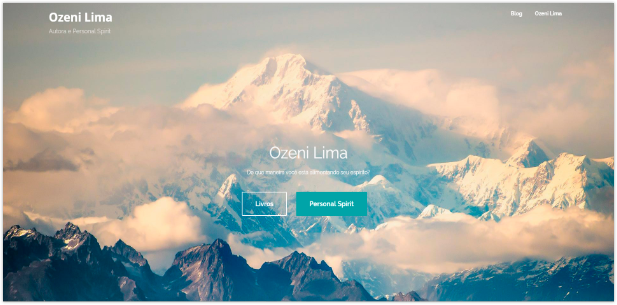 Ozeni Lima
Autora e Personal Spirit
Blog
Ozeni Lima
Ozeni Lima
De que maneira você está alimentando seu espírito?
Livros
Personal Spirit